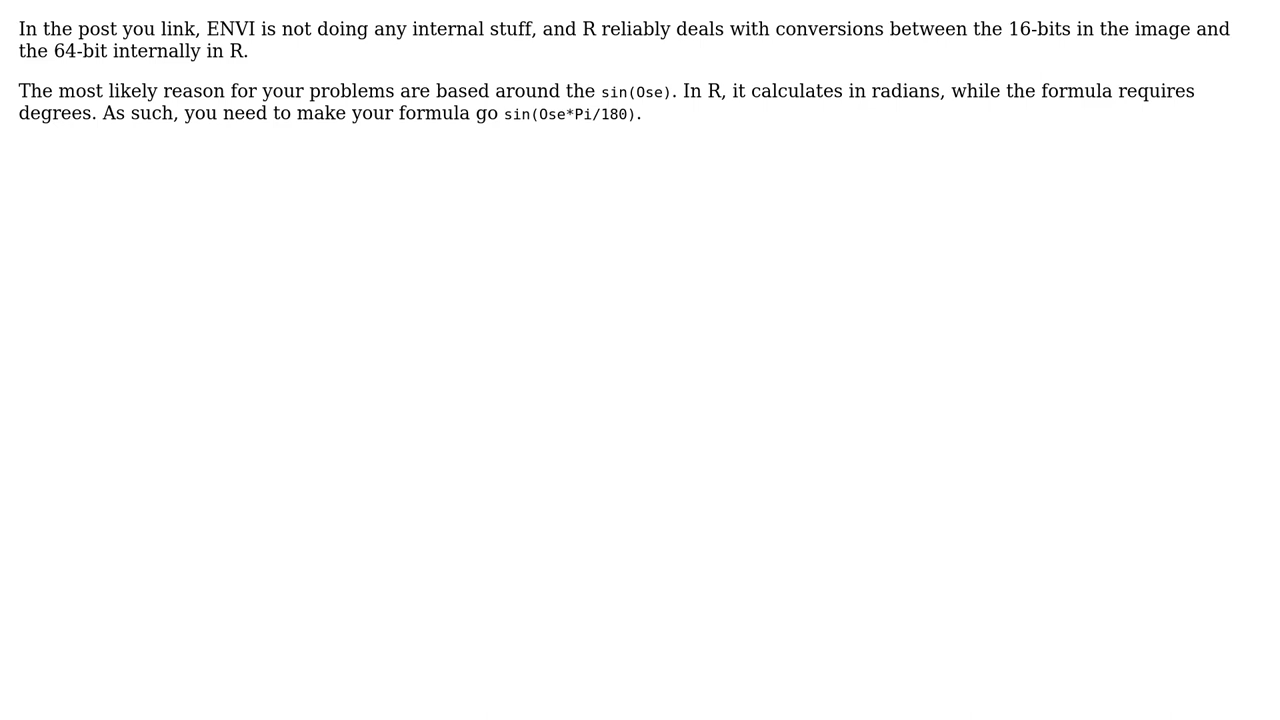 In the post you link, ENVI is not doing any internal stuff, and R reliably deals with conversions between the 16-bits in the image and
the 64-bit internally in R.
The most likely reason for your problems are based around the sin(Ose). In R, it calculates in radians, while the formula requires
degrees. As such, you need to make your formula go sin(Ose*Pi/180).